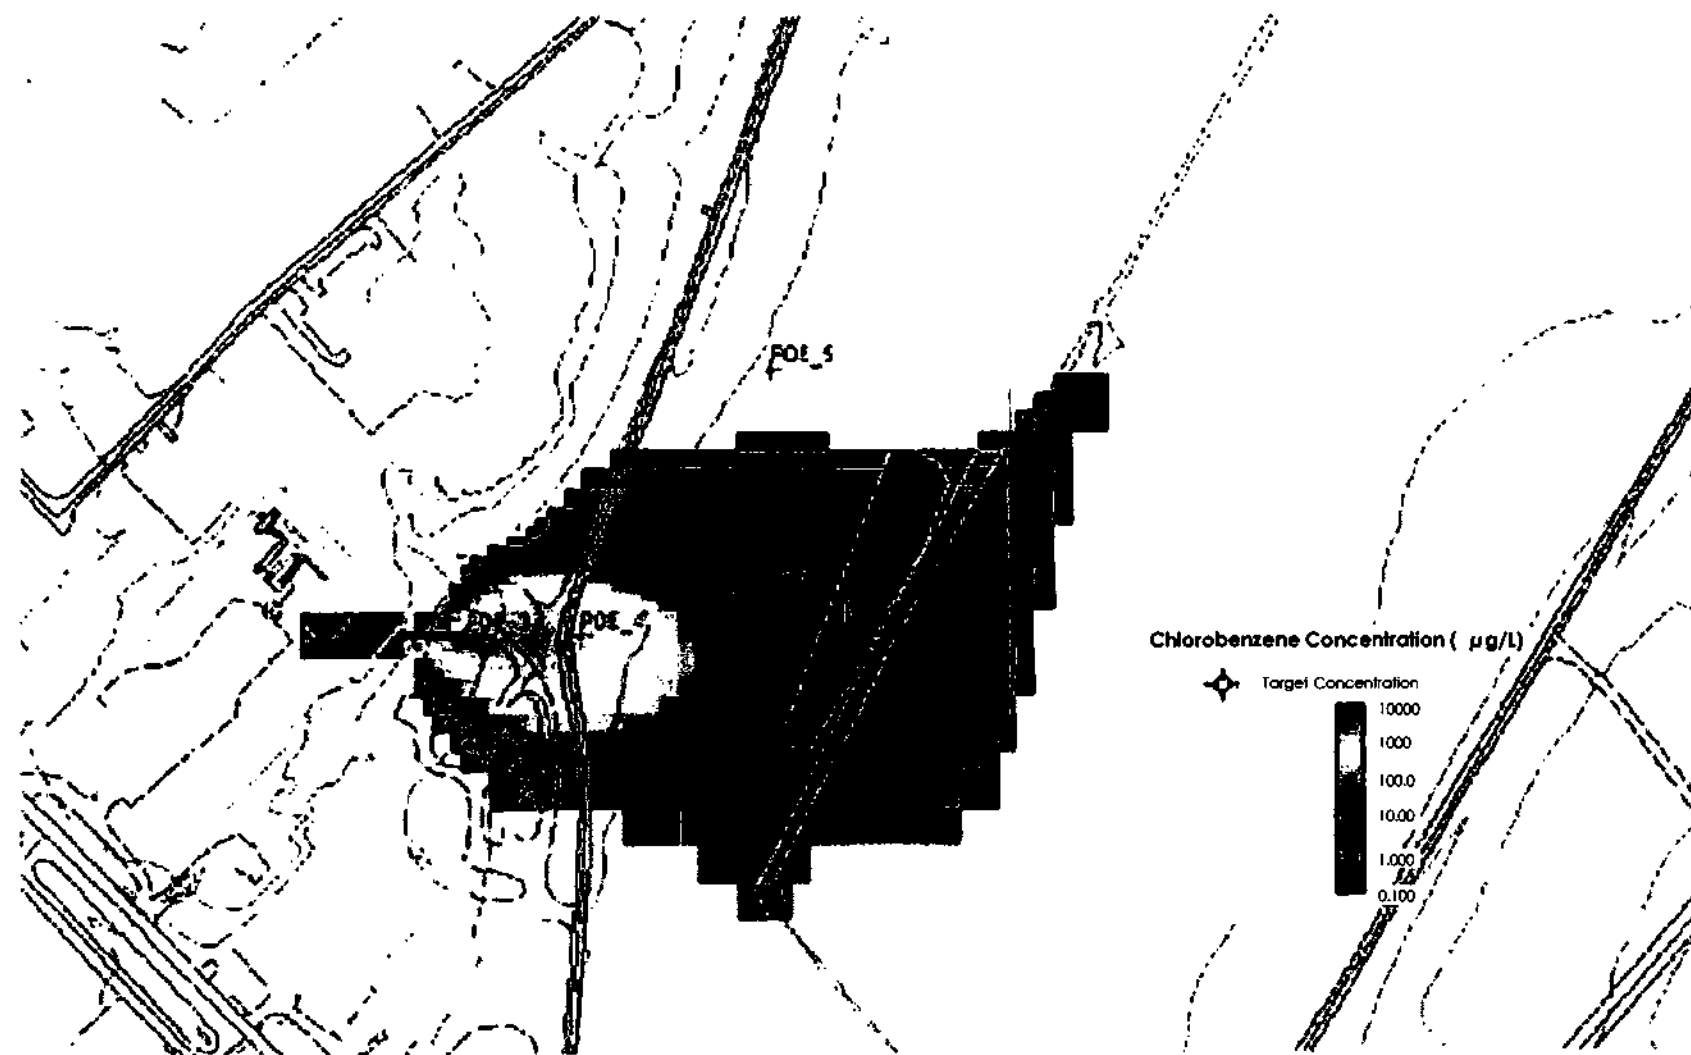 POE_5
POE_4
Chlorobenzene Concentration ( µg/L)
Target Concentration
10000
1000
100.0
10.00
1.000
0.100